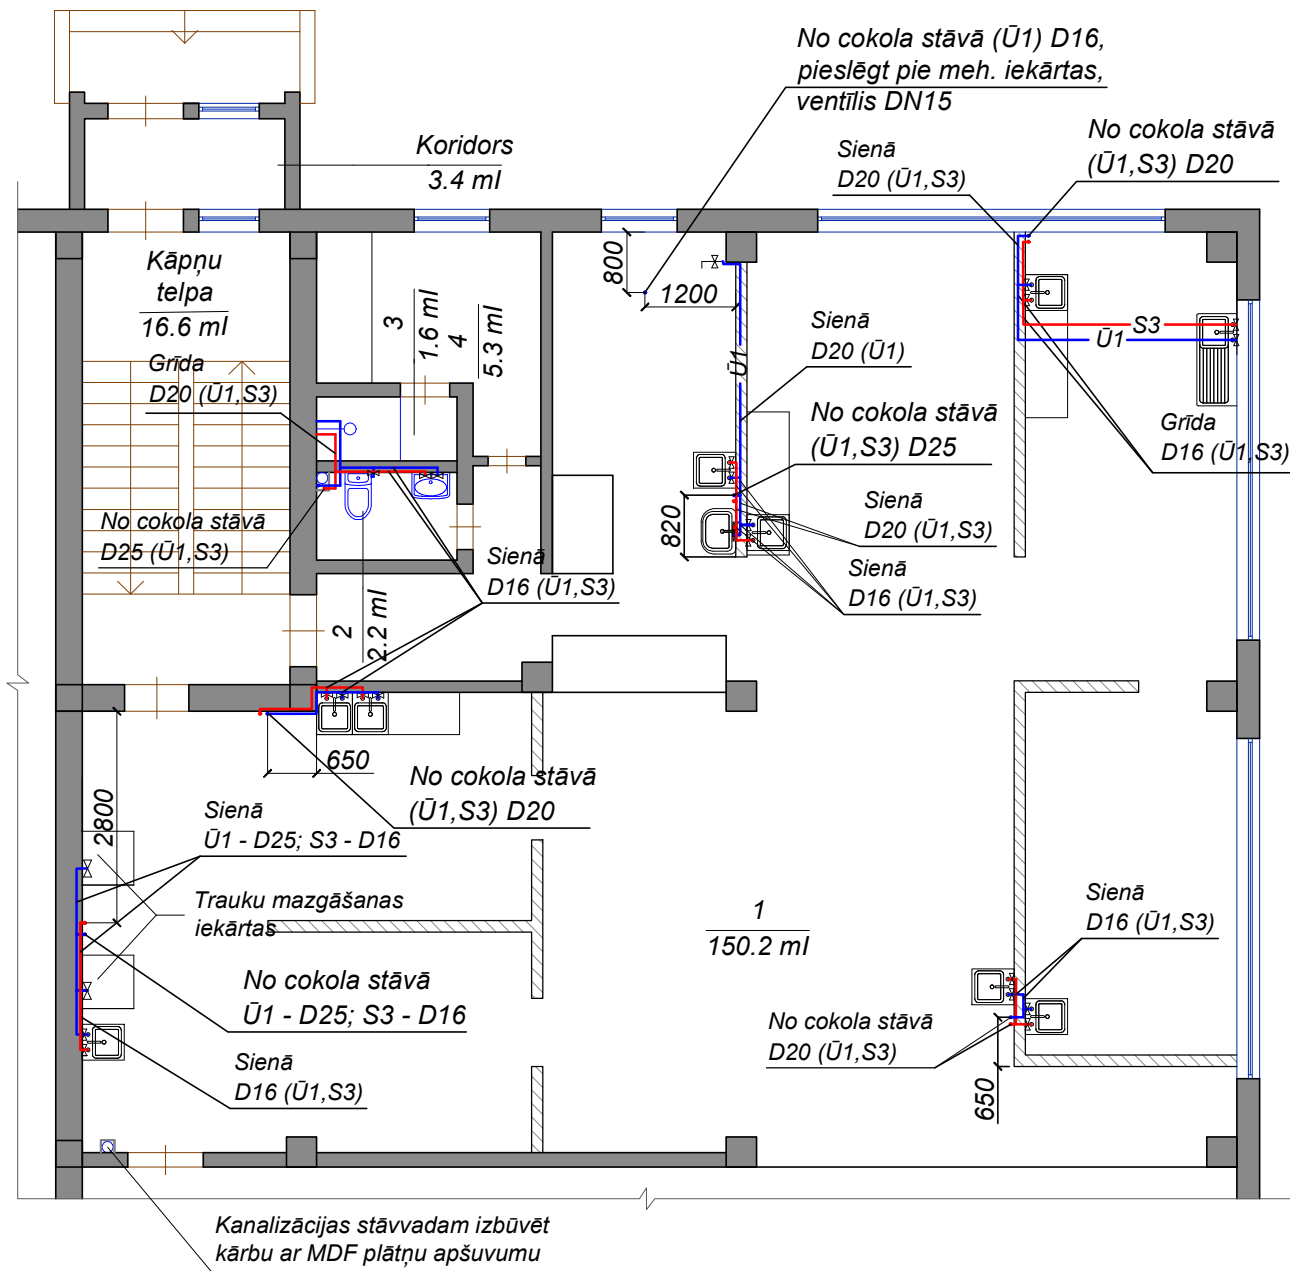 No cokola stāvā (Ū1) D16,
pieslēgt pie meh. iekārtas,
ventīlis DN15
Koridors
3.4 ml
Sienā
D20 (Ū1,S3)
No cokola stāvā
(Ū1,S3) D20
Kāpņu
telpa
16.6 ml
3
1.6 ml
4
5.3 ml
800
1200
Ū1
Sienā
D20 (Ū1)
S3
Ū1
Grīda
D20 (Ū1,S3)
No cokola stāvā
(Ū1,S3) D25
Grīda
D16 (Ū1,S3)
No cokola stāvā
D25 (Ū1,S3)
820
Sienā
D20 (Ū1,S3)
Sienā
D16 (Ū1,S3)
Sienā
D16 (Ū1,S3)
2
2.2 ml
650
No cokola stāvā
(Ū1,S3) D20
2800
Sienā
Ū1 - D25; S3 - D16
Trauku mazgāšanas
iekārtas
1
150.2 ml
Sienā
D16 (Ū1,S3)
No cokola stāvā
Ū1 - D25; S3 - D16
No cokola stāvā
D20 (Ū1,S3)
650
Sienā
D16 (Ū1,S3)
Kanalizācijas stāvvadam izbūvēt
kārbu ar MDF plātņu apšuvumu